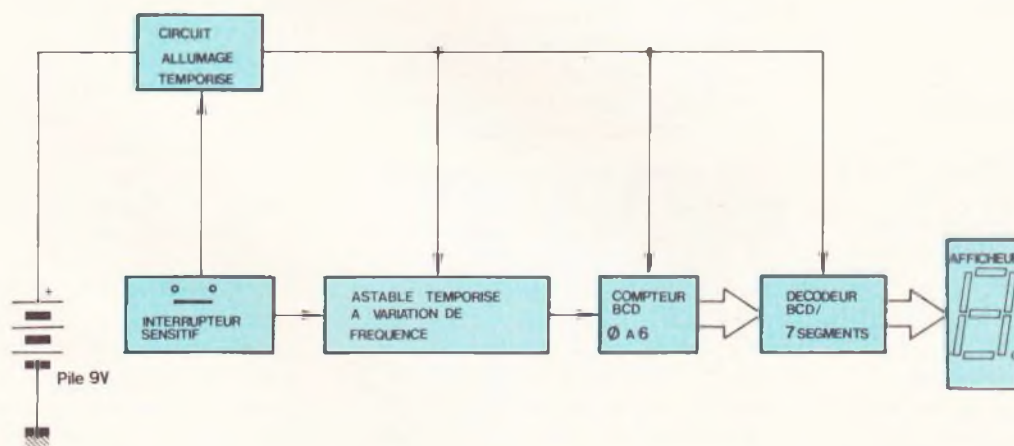 CIRCUIT
ALLUMAGE
TEMPORISE
+
INTERRUPTEUR
SENSITIF
ASTABLE TEMPORISE
A VARIATION DE
FREQUENCE
COMPTEUR
BCD
Ø A 6
DECODEUR
BCD/
7 SEGMENTS
AFFICHEUR
Pile 9V